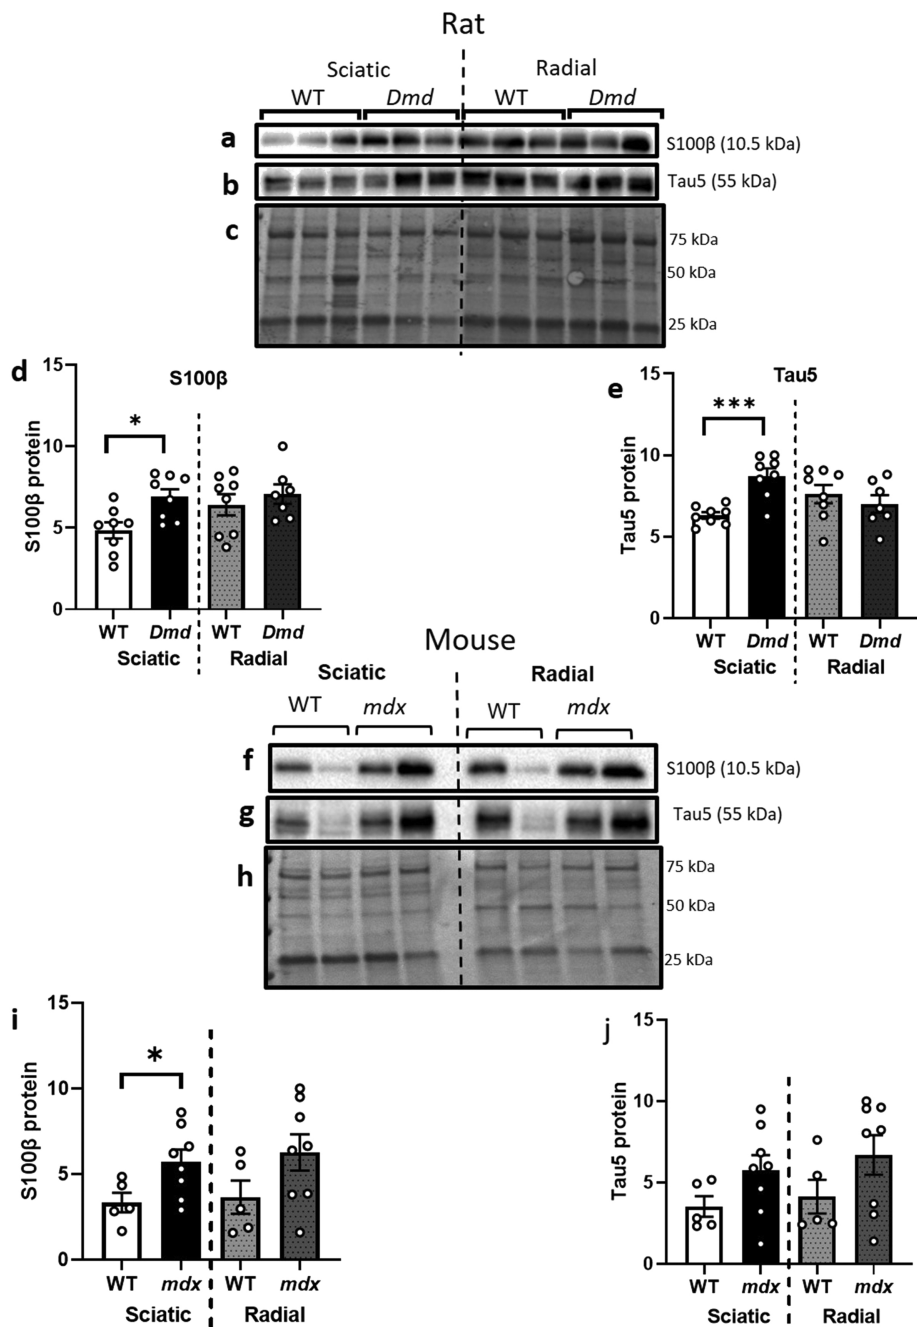 Rat
Sciatic Radial
WT Dmd WT Dmd
a S100β (10.5 kDa)
b Tau5 (55 kDa)
c 75 kDa
50 kDa
25 kDa
d S100β
S100β protein
15
10
5
0
*
WT Dmd WT Dmd
Sciatic Radial
e Tau5
Tau5 protein
15
10
5
0
***
WT Dmd WT Dmd
Sciatic Radial
Mouse
Sciatic Radial
WT mdx WT mdx
f S100β (10.5 kDa)
g Tau5 (55 kDa)
h 75 kDa
50 kDa
25 kDa
i
S100β protein
15
10
5
0
*
WT mdx WT mdx
Sciatic Radial
j
Tau5 protein
15
10
5
0
WT mdx WT mdx
Sciatic Radial